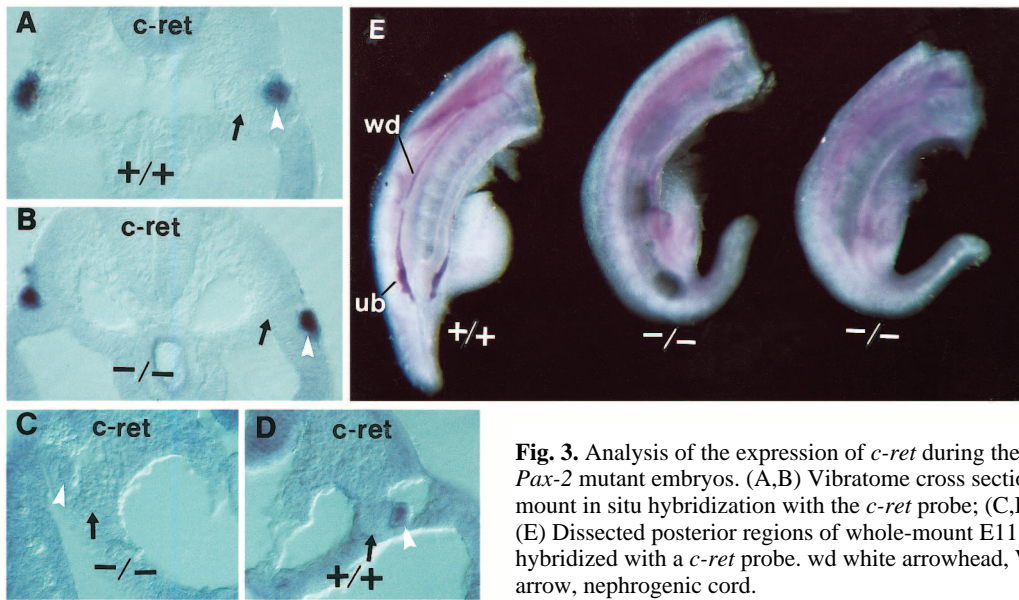 A
c-ret
+/+
B
c-ret
−/−
C
c-ret
−/−
D
c-ret
+/+
E
wd
ub
+/+
−/−
−/−
Fig. 3. Analysis of the expression of c-ret during the
Pax-2 mutant embryos. (A,B) Vibratome cross sectio
mount in situ hybridization with the c-ret probe; (C,
(E) Dissected posterior regions of whole-mount E11
hybridized with a c-ret probe. wd white arrowhead,
arrow, nephrogenic cord.